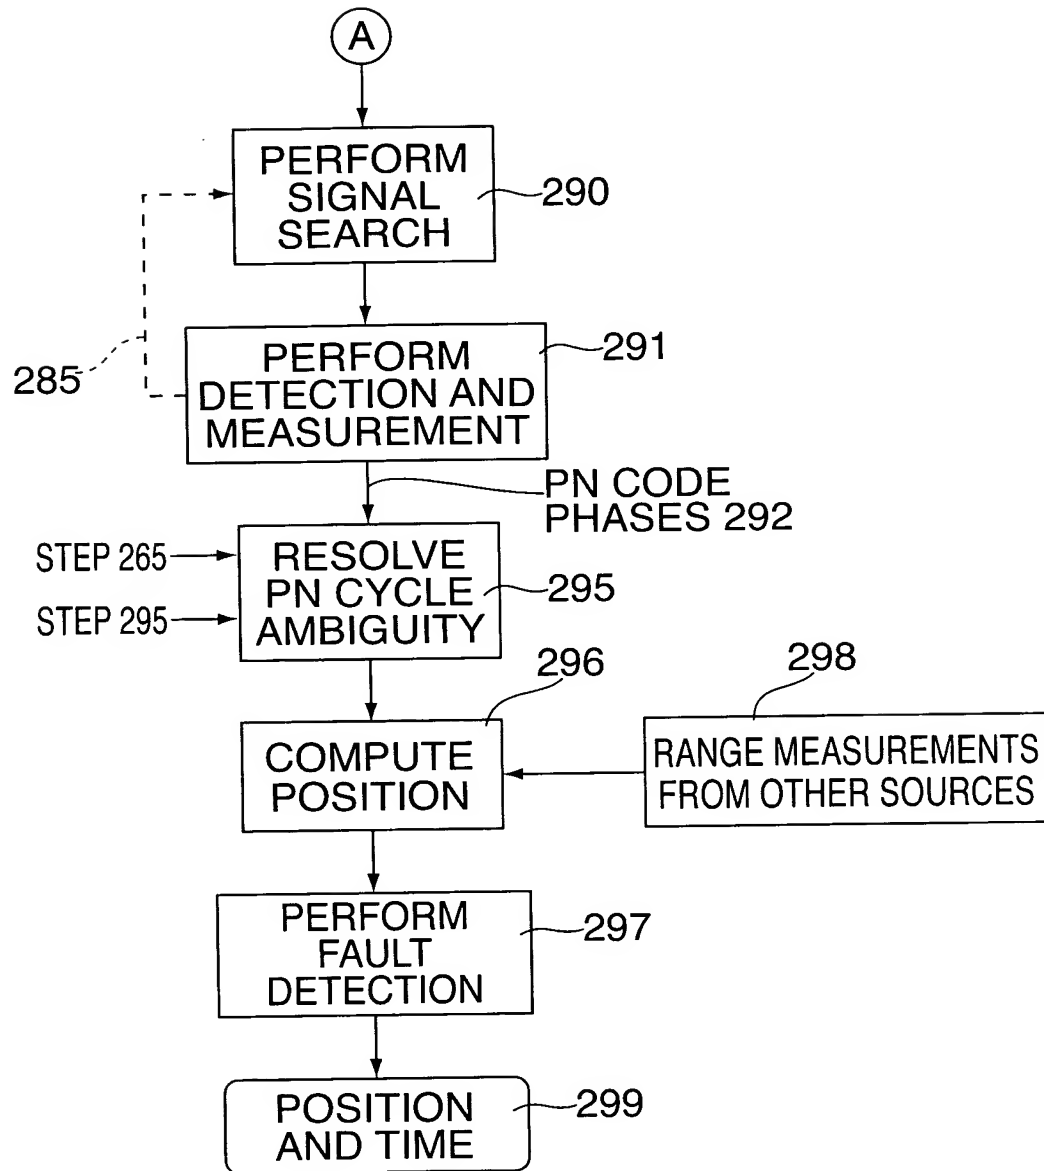 A
PERFORM
SIGNAL
SEARCH
290
PERFORM
DETECTION AND
MEASUREMENT
291
285
PN CODE
PHASES 292
STEP 265
STEP 295
RESOLVE
PN CYCLE
AMBIGUITY
295
296
298
COMPUTE
POSITION
RANGE MEASUREMENTS
FROM OTHER SOURCES
PERFORM
FAULT
DETECTION
297
POSITION
AND TIME
299